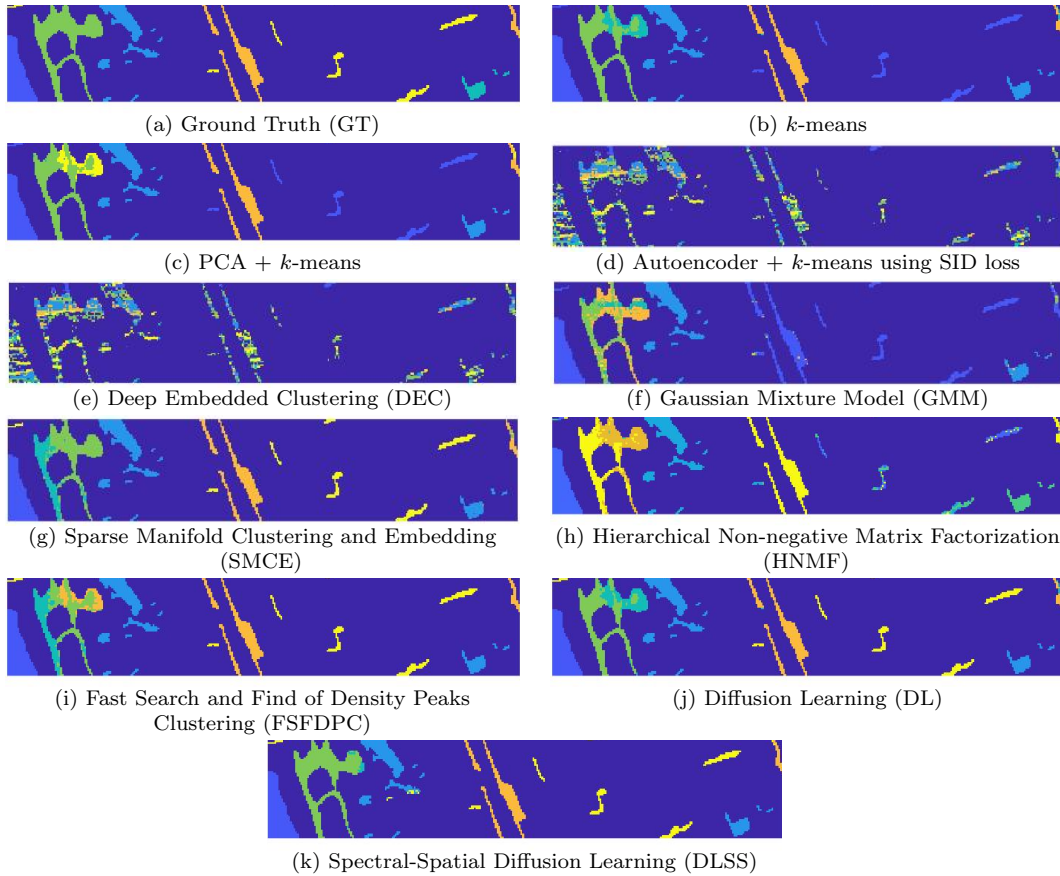 (a) Ground Truth (GT)
(b) k-means
(c) PCA + k-means
(d) Autoencoder + k-means using SID loss
(e) Deep Embedded Clustering (DEC)
(f) Gaussian Mixture Model (GMM)
(g) Sparse Manifold Clustering and Embedding
(SMCE)
(h) Hierarchical Non-negative Matrix Factorization
(HNMF)
(i) Fast Search and Find of Density Peaks
Clustering (FSFDPC)
(j) Diffusion Learning (DL)
(k) Spectral-Spatial Diffusion Learning (DLSS)